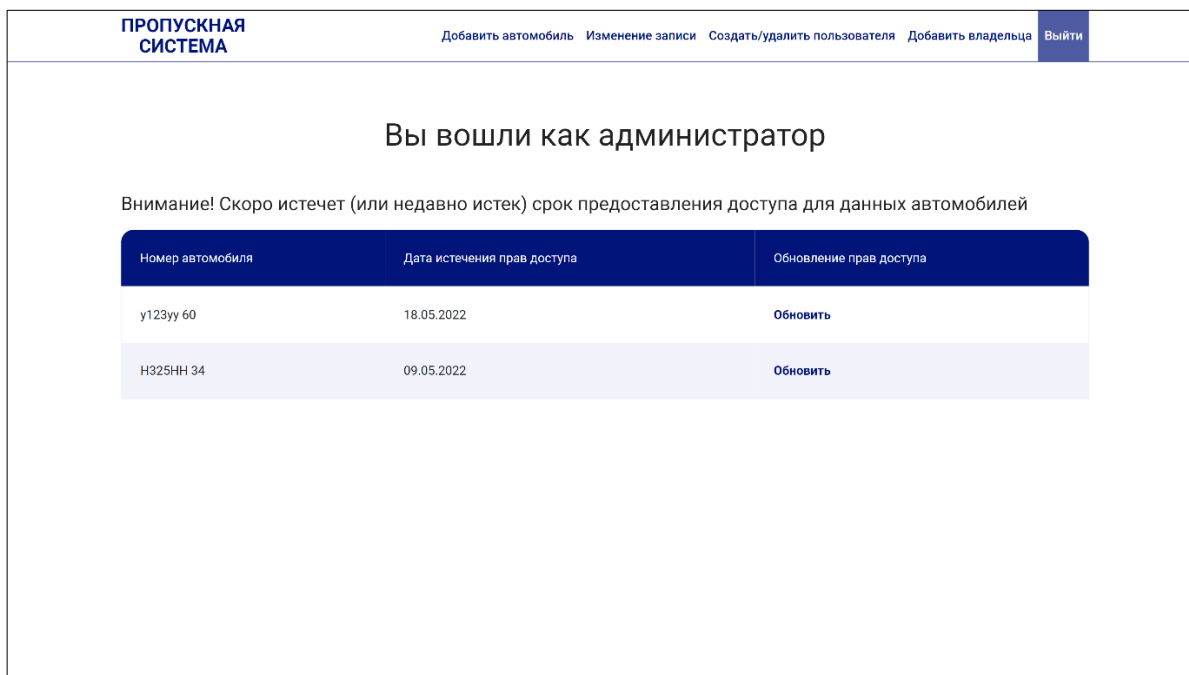 ПРОПУСКНАЯ
СИСТЕМА
Добавить автомобиль Изменение записи Создать/удалить пользователя Добавить владельца Выйти
Вы вошли как администратор
Внимание! Скоро истечет (или недавно истек) срок предоставления доступа для данных автомобилей
Номер автомобиля Дата истечения прав доступа Обновление прав доступа
у123уу 60 18.05.2022 Обновить
Н325НН 34 09.05.2022 Обновить